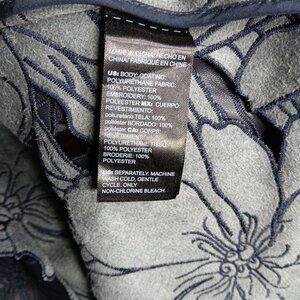 MADE IN CHINA/ HECHO EN
CHINA/ FABRIQUÉ EN CHINE
US: BODY: COATING:
POLYURETHANE FABRIC:
100% POLYESTER
EMBROIDERY: 100%
POLYESTER MX: CUERPO:
REVESTIMIENTO:
poliuretano TELA: 100%
poliéster BORDADO: 100%
poliéster CA: CORPS:
REVÊTEMENT:
POLYURÉTHANE TISSU:
100% POLYESTER
BRODERIE: 100%
POLYESTER
US: SEPARATELY. MACHINE
WASH COLD, GENTLE
CYCLE. ONLY
NON-CHLORINE BLEACH.